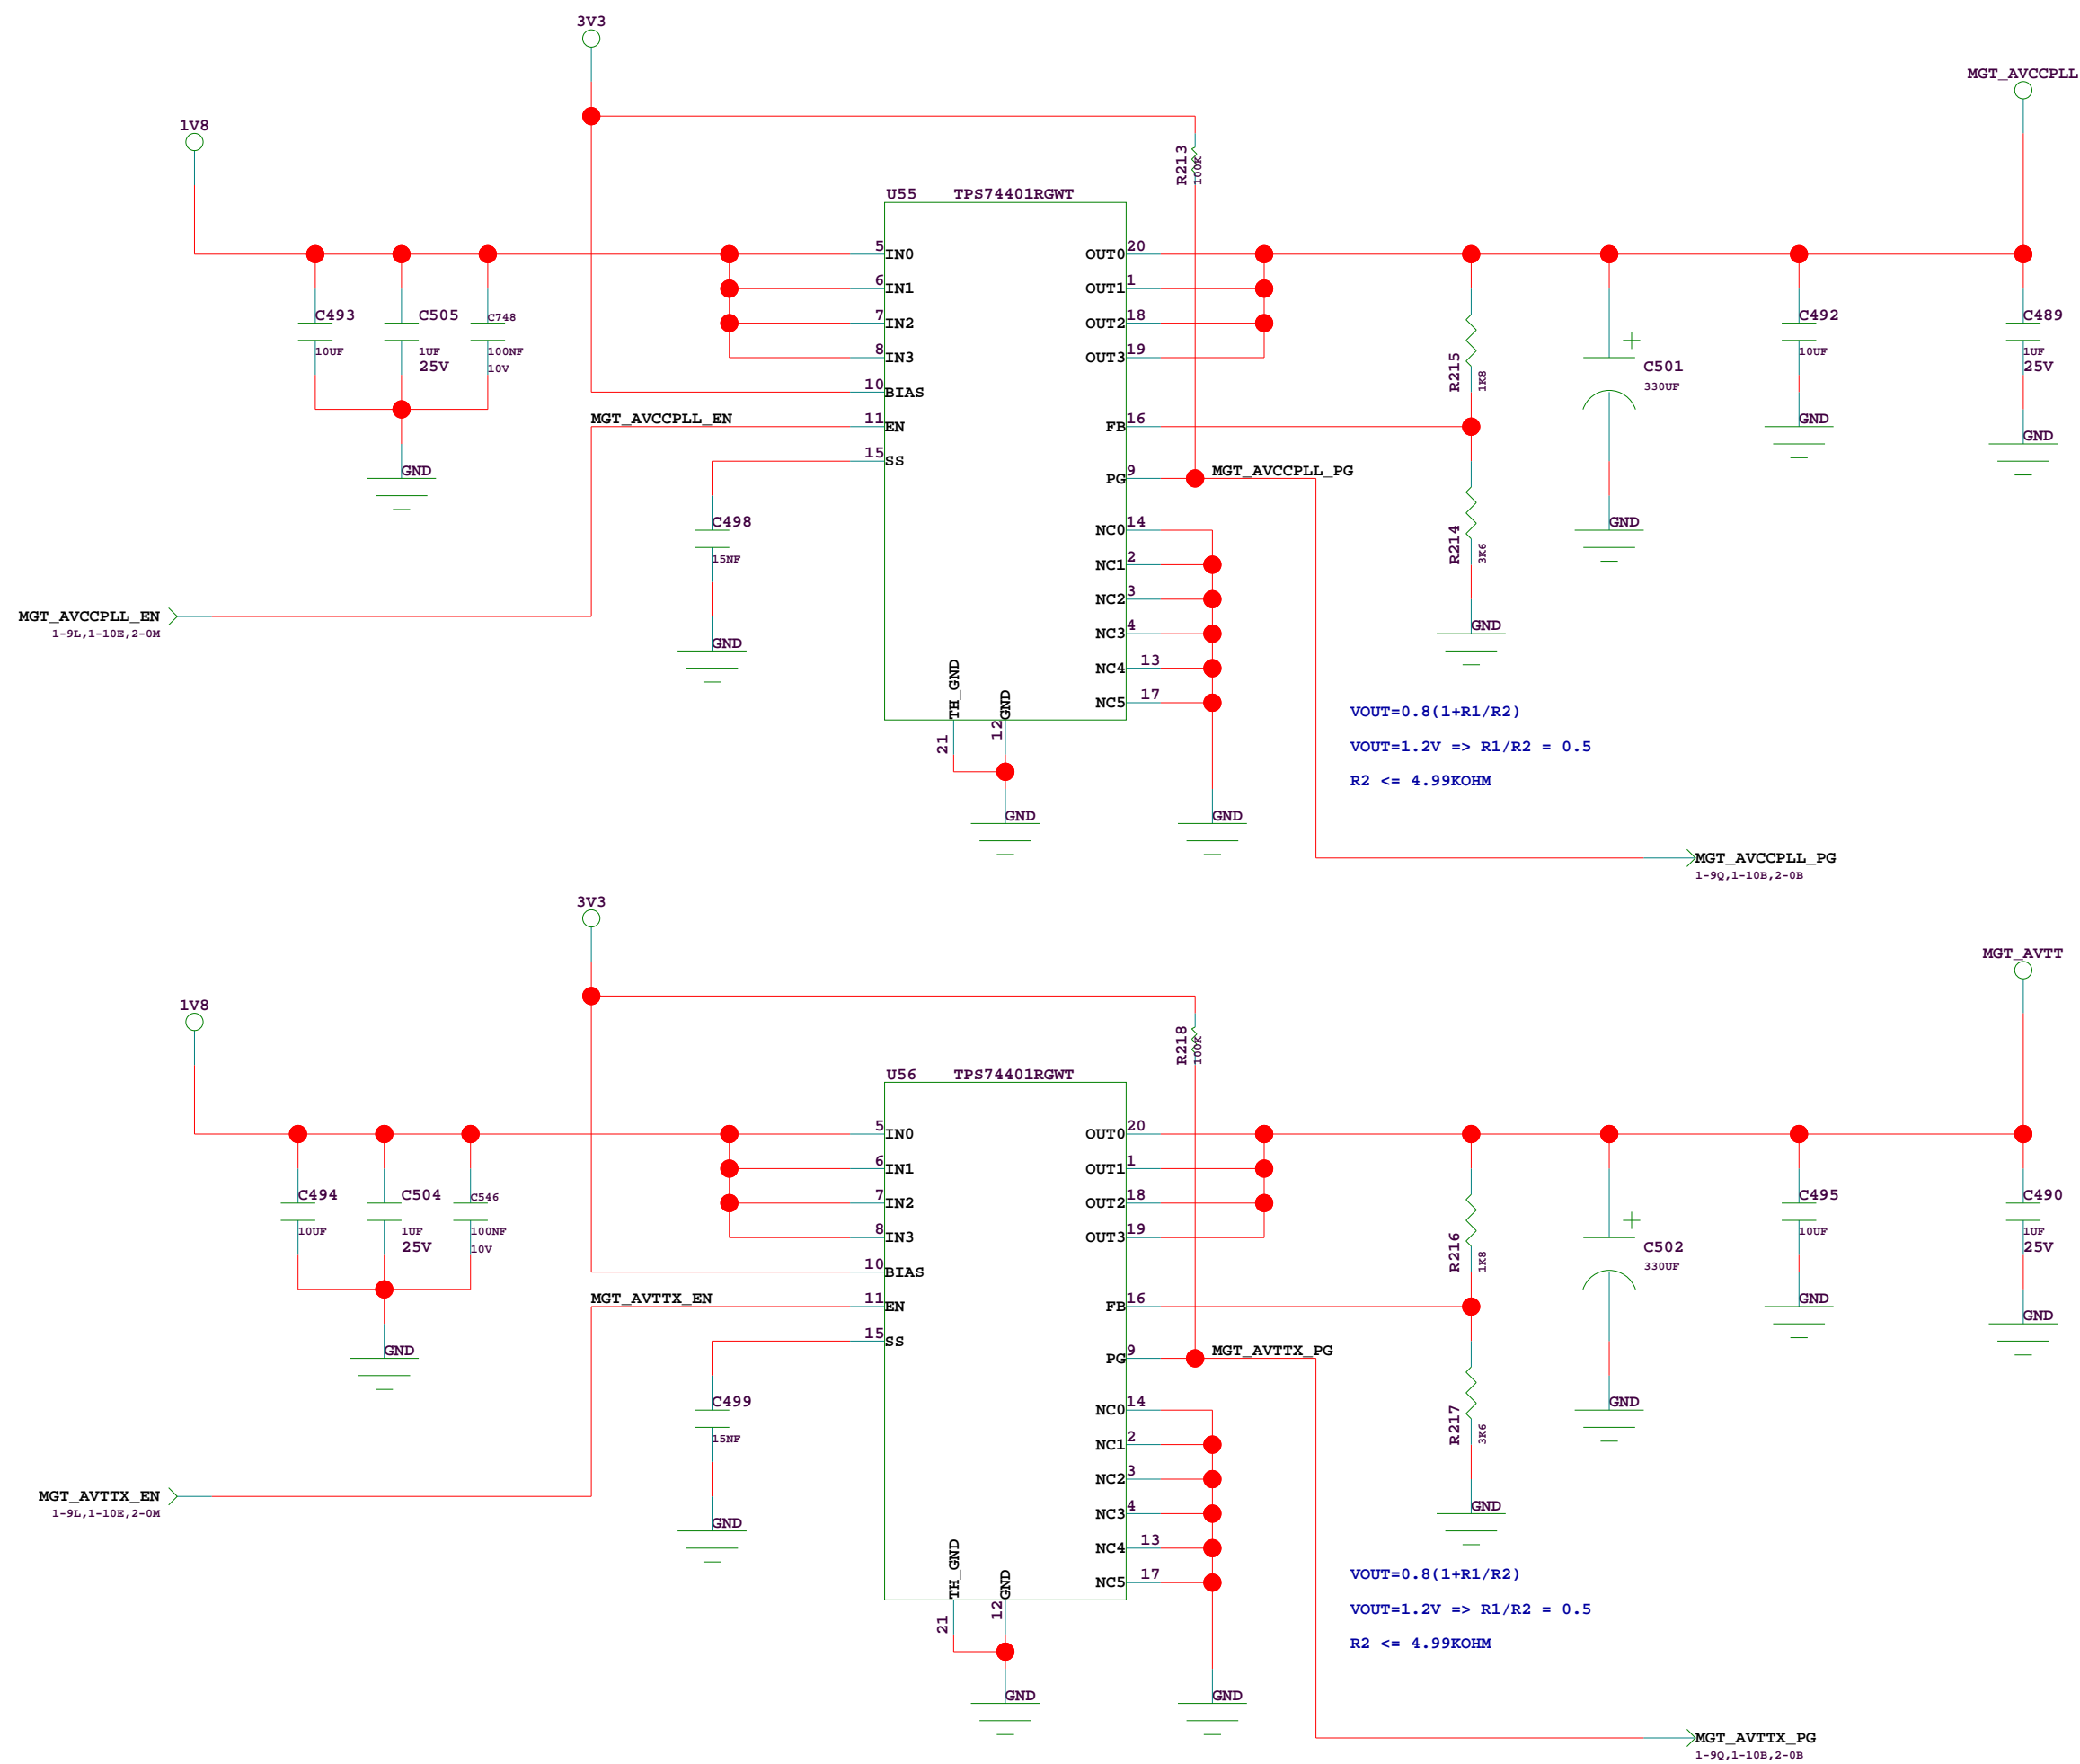 3V3
MGT_AVCCPLL
1V8
R213
100K
U55 TPS74401RGWT
5 IN0 OUT0 20
6 IN1 OUT1 1
7 IN2 OUT2 18
8 IN3 OUT3 19
10 BIAS
11 EN FB 16
15 SS
PG 9
NC0 14
NC1 2
NC2 3
NC3 4
NC4 13
NC5 17
TH_GND
21
GND
12
GND
GND
C493
10UF
C505
1UF
25V
C748
100NF
10V
GND
MGT_AVCCPLL_EN
C498
15NF
GND
MGT_AVCCPLL_EN
1-9L,1-10E,2-0M
MGT_AVCCPLL_PG
R215
1K8
R214
3K6
GND
C501
330UF
GND
C492
10UF
GND
C489
1UF
25V
GND
VOUT=0.8(1+R1/R2)
VOUT=1.2V => R1/R2 = 0.5
R2 <= 4.99KOHM
MGT_AVCCPLL_PG
1-9Q,1-10B,2-0B
3V3
MGT_AVTT
1V8
R218
100K
U56 TPS74401RGWT
5 IN0 OUT0 20
6 IN1 OUT1 1
7 IN2 OUT2 18
8 IN3 OUT3 19
10 BIAS
11 EN FB 16
15 SS
PG 9
NC0 14
NC1 2
NC2 3
NC3 4
NC4 13
NC5 17
TH_GND
21
GND
12
GND
GND
C494
10UF
C504
1UF
25V
C546
100NF
10V
GND
MGT_AVTTX_EN
C499
15NF
GND
MGT_AVTTX_EN
1-9L,1-10E,2-0M
MGT_AVTTX_PG
R216
1K8
R217
3K6
GND
C502
330UF
GND
C495
10UF
GND
C490
1UF
25V
GND
VOUT=0.8(1+R1/R2)
VOUT=1.2V => R1/R2 = 0.5
R2 <= 4.99KOHM
MGT_AVTTX_PG
1-9Q,1-10B,2-0B